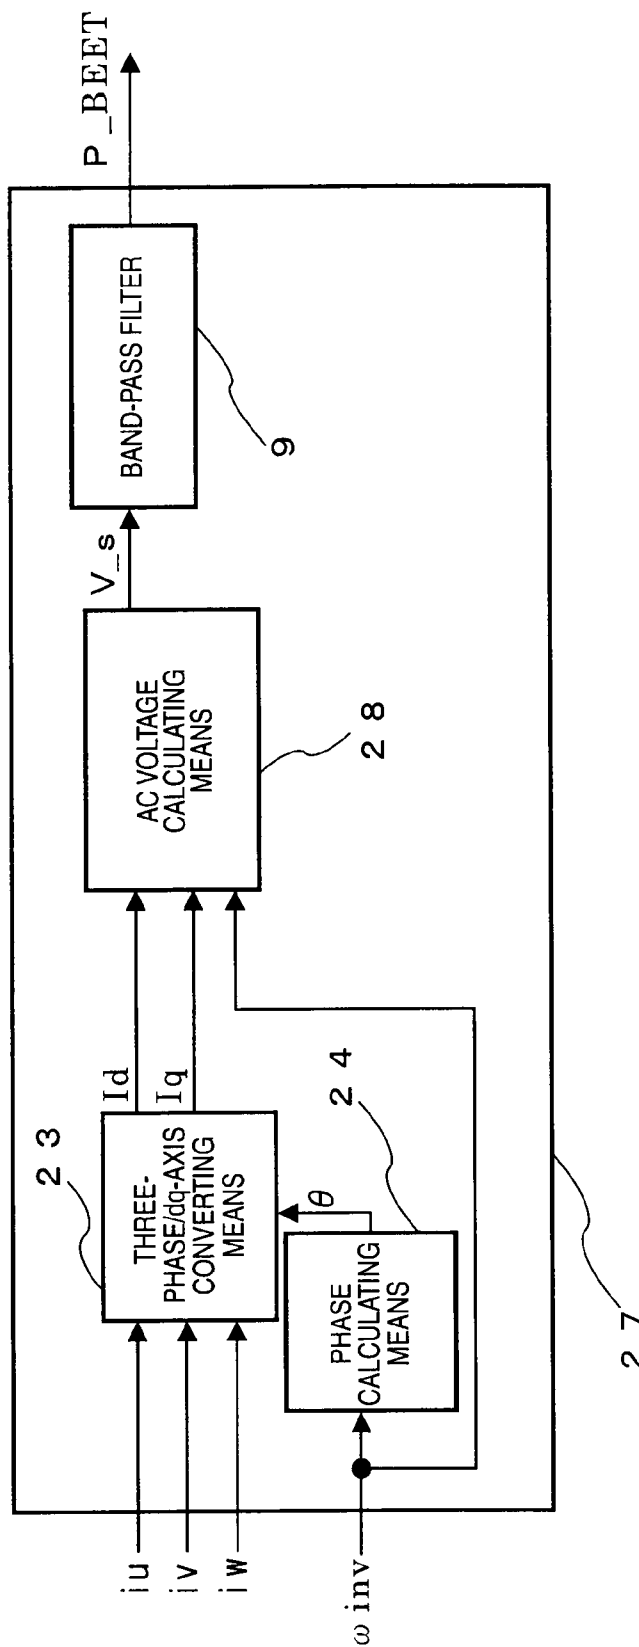 iu
iv
iw
ω inv
2 3
THREE-
PHASE/dq-AXIS
CONVERTING
MEANS
θ
PHASE
CALCULATING
MEANS
2 4
Id
Iq
AC VOLTAGE
CALCULATING
MEANS
2 8
V_s
BAND-PASS FILTER
9
P_BEET
2 7